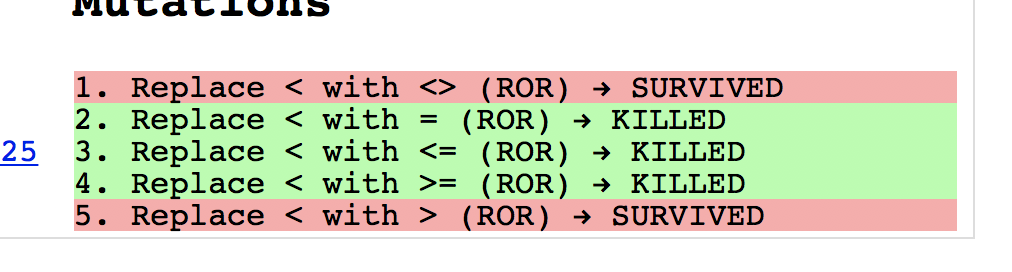 Mutations
1. Replace < with <> (ROR) → SURVIVED
2. Replace < with = (ROR) → KILLED
25 3. Replace < with <= (ROR) → KILLED
4. Replace < with >= (ROR) → KILLED
5. Replace < with > (ROR) → SURVIVED